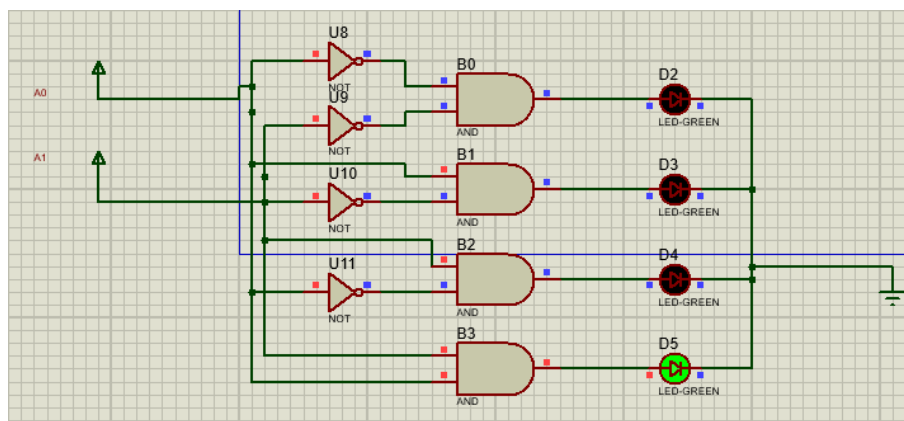 U8
NOT
B0
AND
D2
LED-GREEN
A0
U9
NOT
B1
AND
D3
LED-GREEN
A1
U10
NOT
B2
AND
D4
LED-GREEN
U11
NOT
B3
AND
D5
LED-GREEN